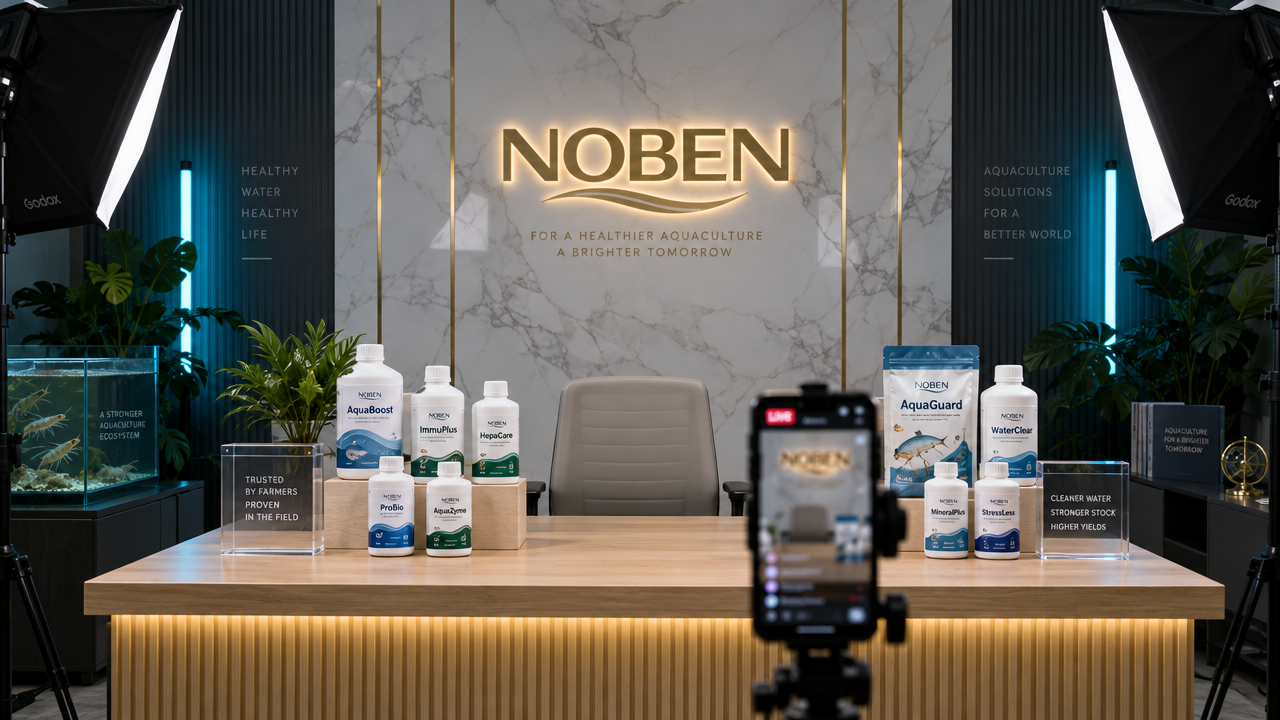 Godox
HEALTHY
WATER
HEALTHY
LIFE
NOBEN
FOR A HEALTHIER AQUACULTURE
A BRIGHTER TOMORROW
AQUACULTURE
SOLUTIONS
FOR A
BETTER WORLD
Godox
A STRONGER
AQUACULTURE
ECOSYSTEM
TRUSTED
BY FARMERS
PROVEN
IN THE FIELD
NOBEN
AquaBoost
NOBEN
ImmuPlus
NOBEN
HepaCare
NOBEN
ProBio
NOBEN
AquaZyme
LIVE
NOBEN
NOBEN
AquaGuard
NOBEN
WaterClear
NOBEN
MineralPlus
NOBEN
StressLess
CLEANER WATER
STRONGER STOCK
HIGHER YIELDS
AQUACULTURE
FOR A BRIGHTER
TOMORROW